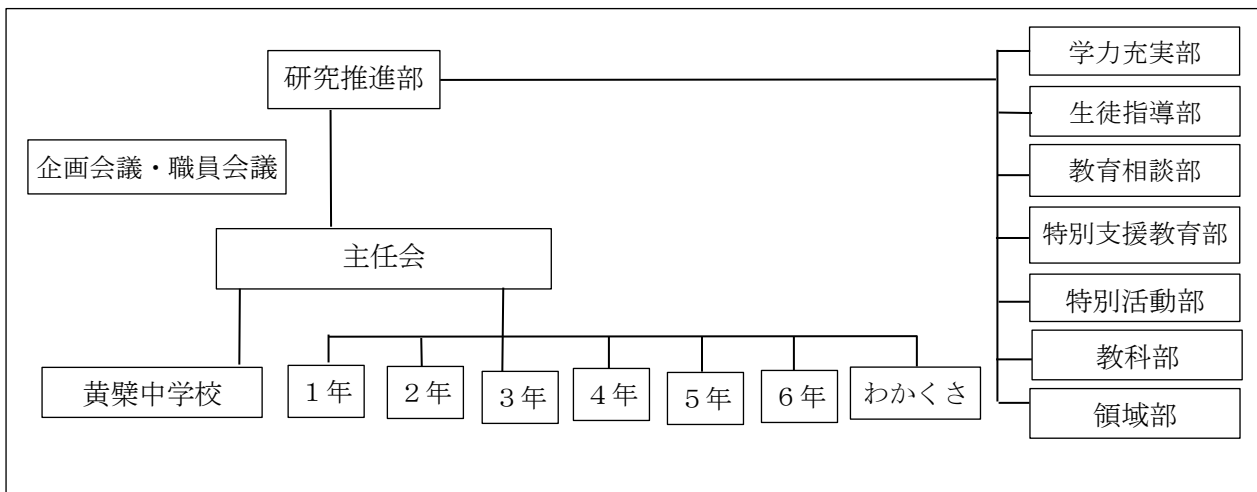 研究推進部
企画会議・職員会議
主任会
黄檗中学校
１年
２年
３年
４年
５年
６年
わかくさ
学力充実部
生徒指導部
教育相談部
特別支援教育部
特別活動部
教科部
領域部